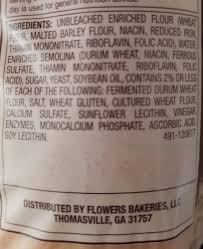 day is used for general nutrition advice.
INGREDIENTS: UNBLEACHED ENRICHED FLOUR (WHEAT
FLOUR, MALTED BARLEY FLOUR, NIACIN, REDUCED IRON,
THIAMIN MONONITRATE, RIBOFLAVIN, FOLIC ACID), WATER,
ENRICHED SEMOLINA (DURUM WHEAT, NIACIN, FERROUS
SULFATE, THIAMIN MONONITRATE, RIBOFLAVIN, FOLIC
ACID), SUGAR, YEAST, SOYBEAN OIL, CONTAINS 2% OR LESS
OF EACH OF THE FOLLOWING: FERMENTED DURUM WHEAT
FLOUR, SALT, WHEAT GLUTEN, CULTURED WHEAT FLOUR,
CALCIUM SULFATE, SUNFLOWER LECITHIN, VINEGAR,
ENZYMES, MONOCALCIUM PHOSPHATE, ASCORBIC ACID,
SOY LECITHIN. 491-120617
DISTRIBUTED BY FLOWERS BAKERIES, LLC
THOMASVILLE, GA 31757